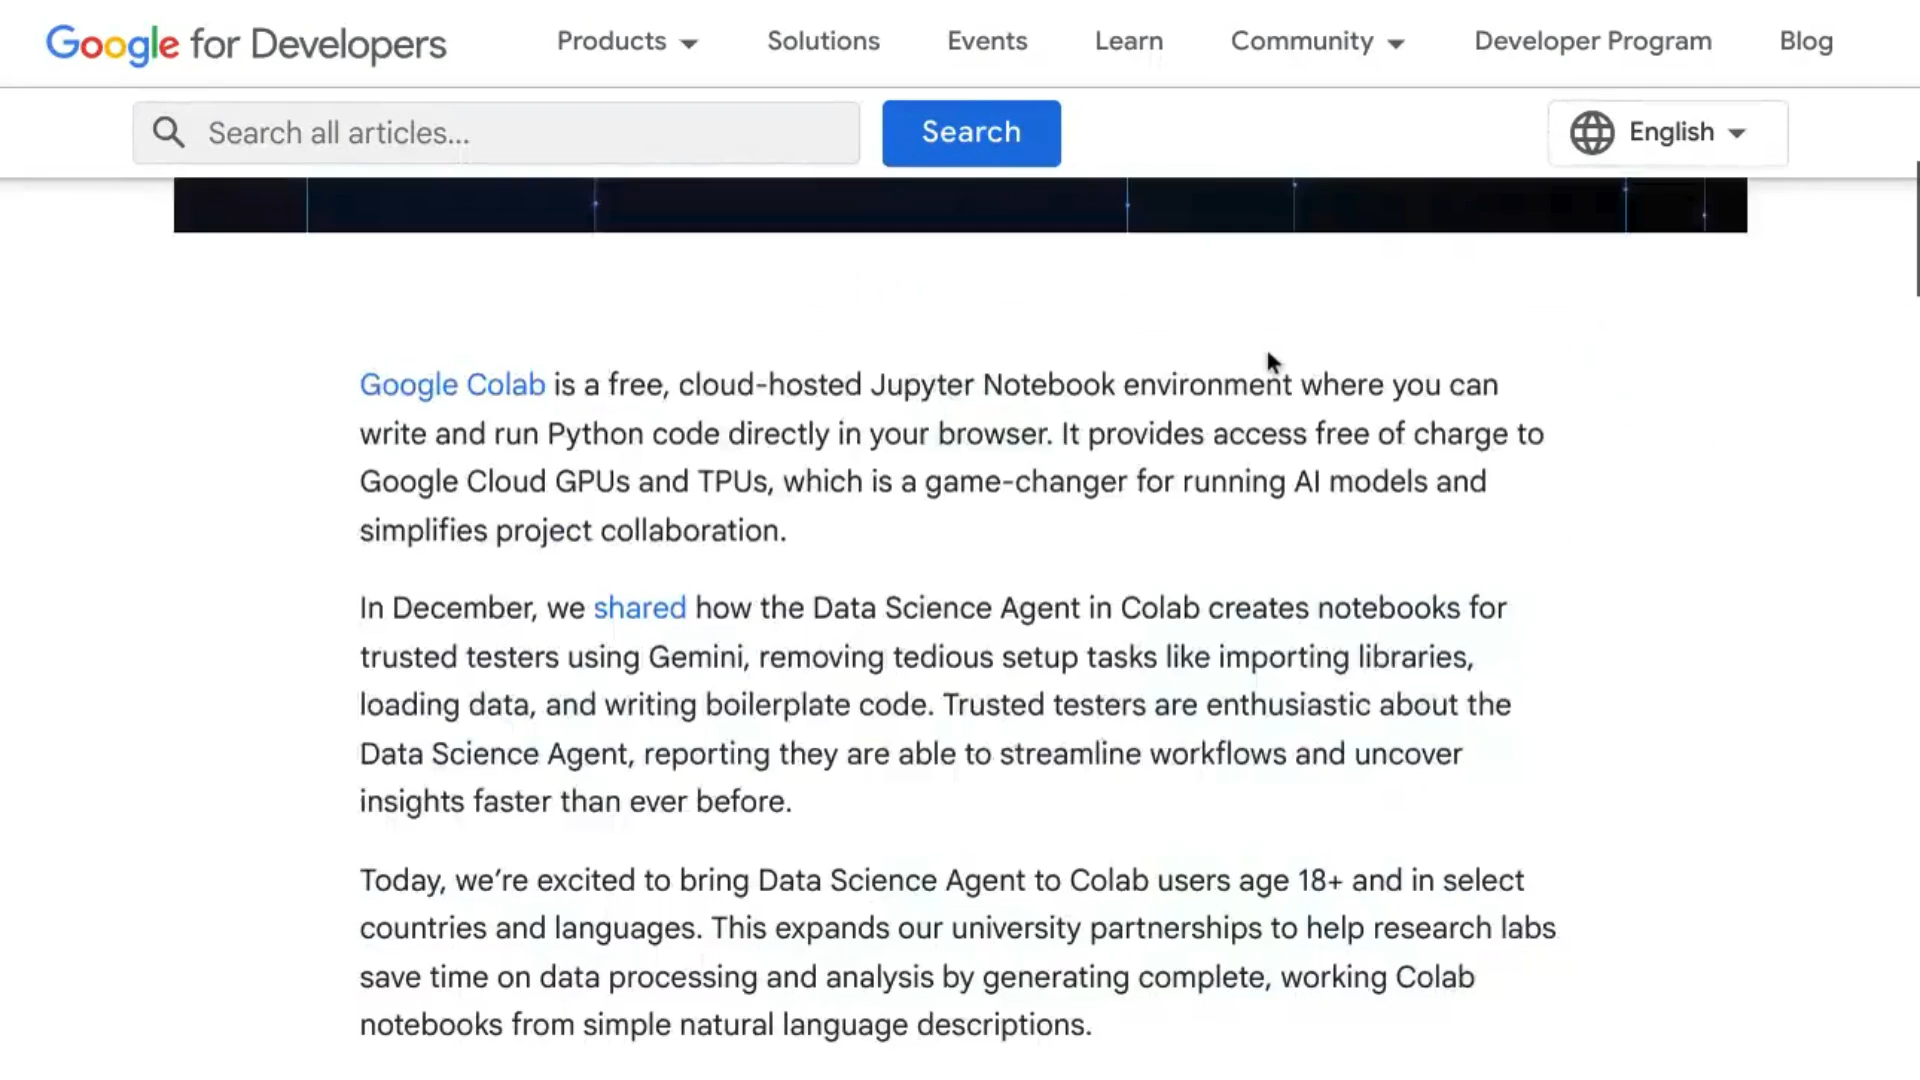 Google for Developers Products Solutions Events Learn Community Developer Program Blog
Search all articles... Search English
Google Colab is a free, cloud-hosted Jupyter Notebook environment where you can
write and run Python code directly in your browser. It provides access free of charge to
Google Cloud GPUs and TPUs, which is a game-changer for running AI models and
simplifies project collaboration.
In December, we shared how the Data Science Agent in Colab creates notebooks for
trusted testers using Gemini, removing tedious setup tasks like importing libraries,
loading data, and writing boilerplate code. Trusted testers are enthusiastic about the
Data Science Agent, reporting they are able to streamline workflows and uncover
insights faster than ever before.
Today, we’re excited to bring Data Science Agent to Colab users age 18+ and in select
countries and languages. This expands our university partnerships to help research labs
save time on data processing and analysis by generating complete, working Colab
notebooks from simple natural language descriptions.